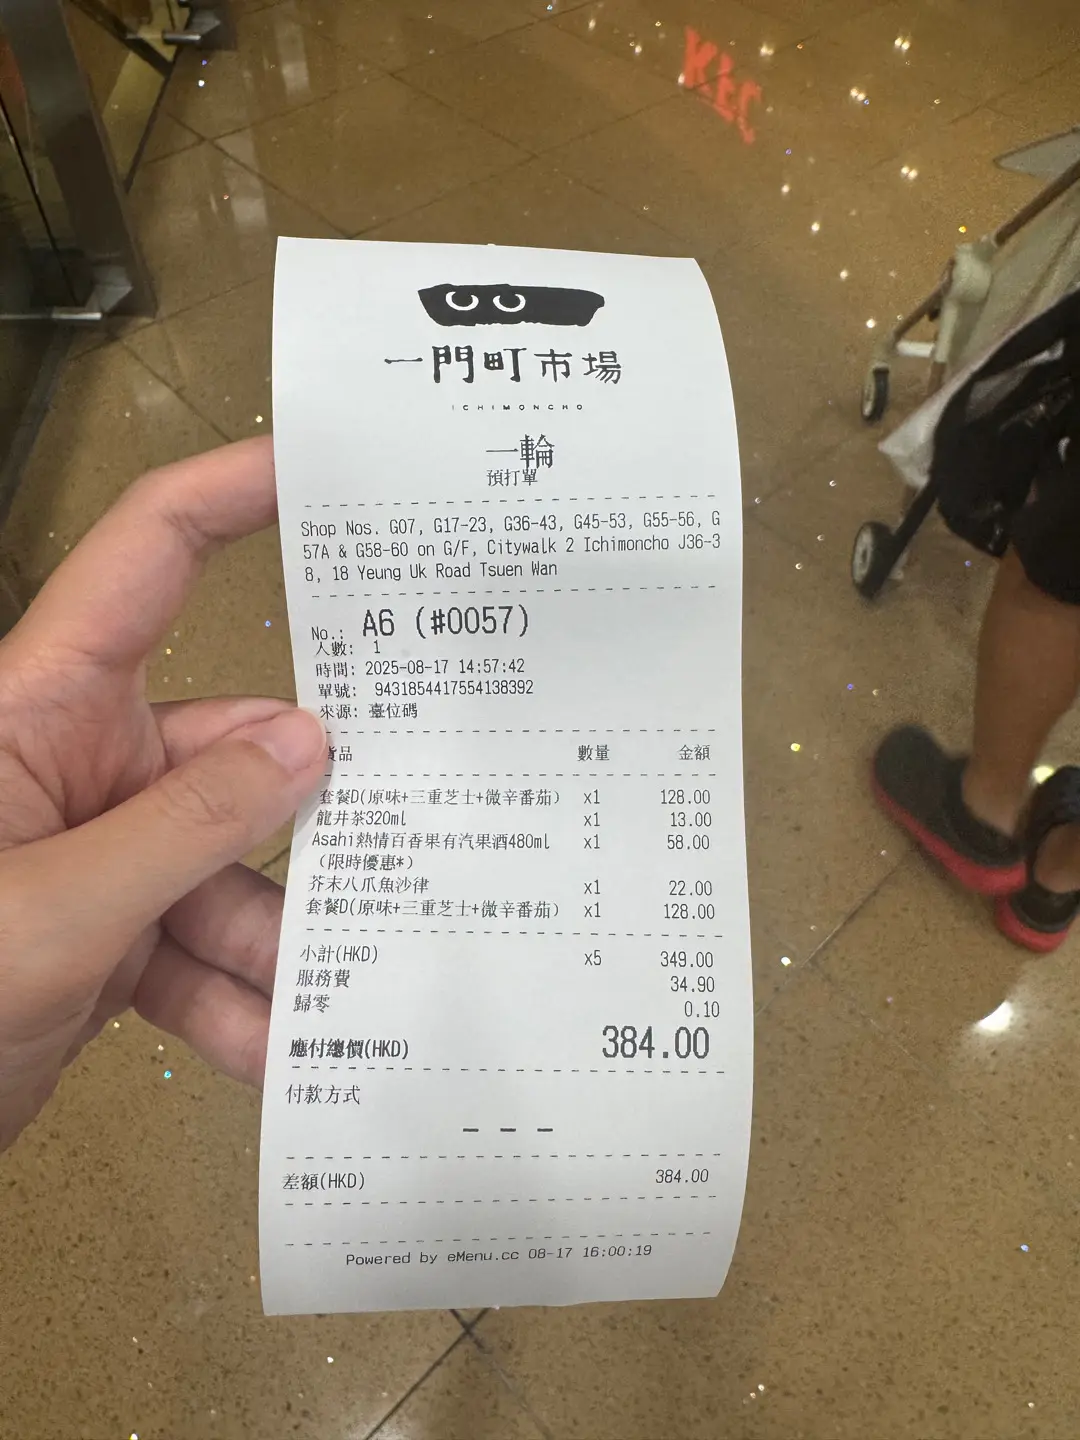 KFC
一門町市場
ICHIMONCHO
一輪
預打單
Shop Nos. G07, G17-23, G36-43, G45-53, G55-56, G
57A & G58-60 on G/F, Citywalk 2 Ichimoncho J36-3
8, 18 Yeung Uk Road Tsuen Wan
No.: A6 (#0057)
人數: 1
時間: 2025-08-17 14:57:42
單號: 9431854417554138392
來源: 臺位碼
貨品 數量 金額
套餐D(原味+三重芝士+微辛番茄) x1 128.00
龍井茶320ml x1 13.00
Asahi熱情百香果有汽果酒480ml x1 58.00
(限時優惠*)
芥末八爪魚沙律 x1 22.00
套餐D(原味+三重芝士+微辛番茄) x1 128.00
小計(HKD) x5 349.00
服務費 34.90
歸零 0.10
應付總價(HKD) 384.00
付款方式
– – –
差額(HKD) 384.00
Powered by eMenu.cc 08-17 16:00:19